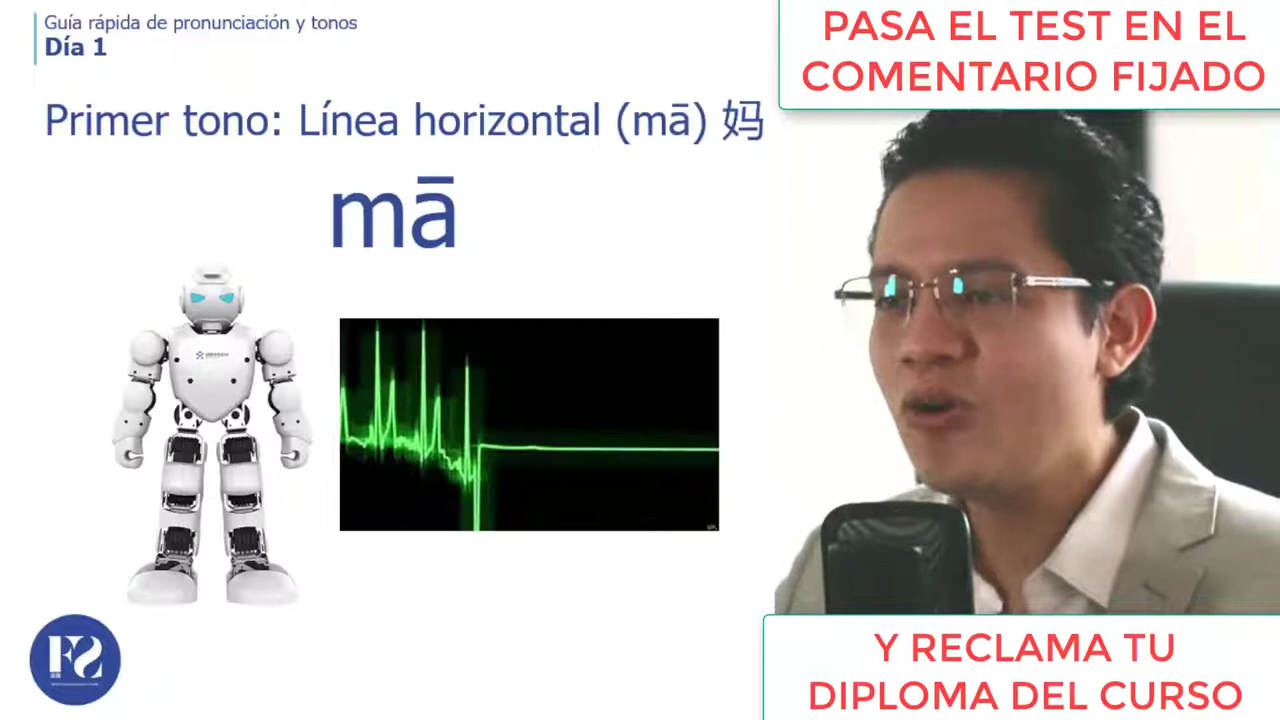 Guía rápida de pronunciación y tonos
Día 1
Primer tono: Línea horizontal (mā) 妈
mā
PASA EL TEST EN EL
COMENTARIO FIJADO
Y RECLAMA TU
DIPLOMA DEL CURSO